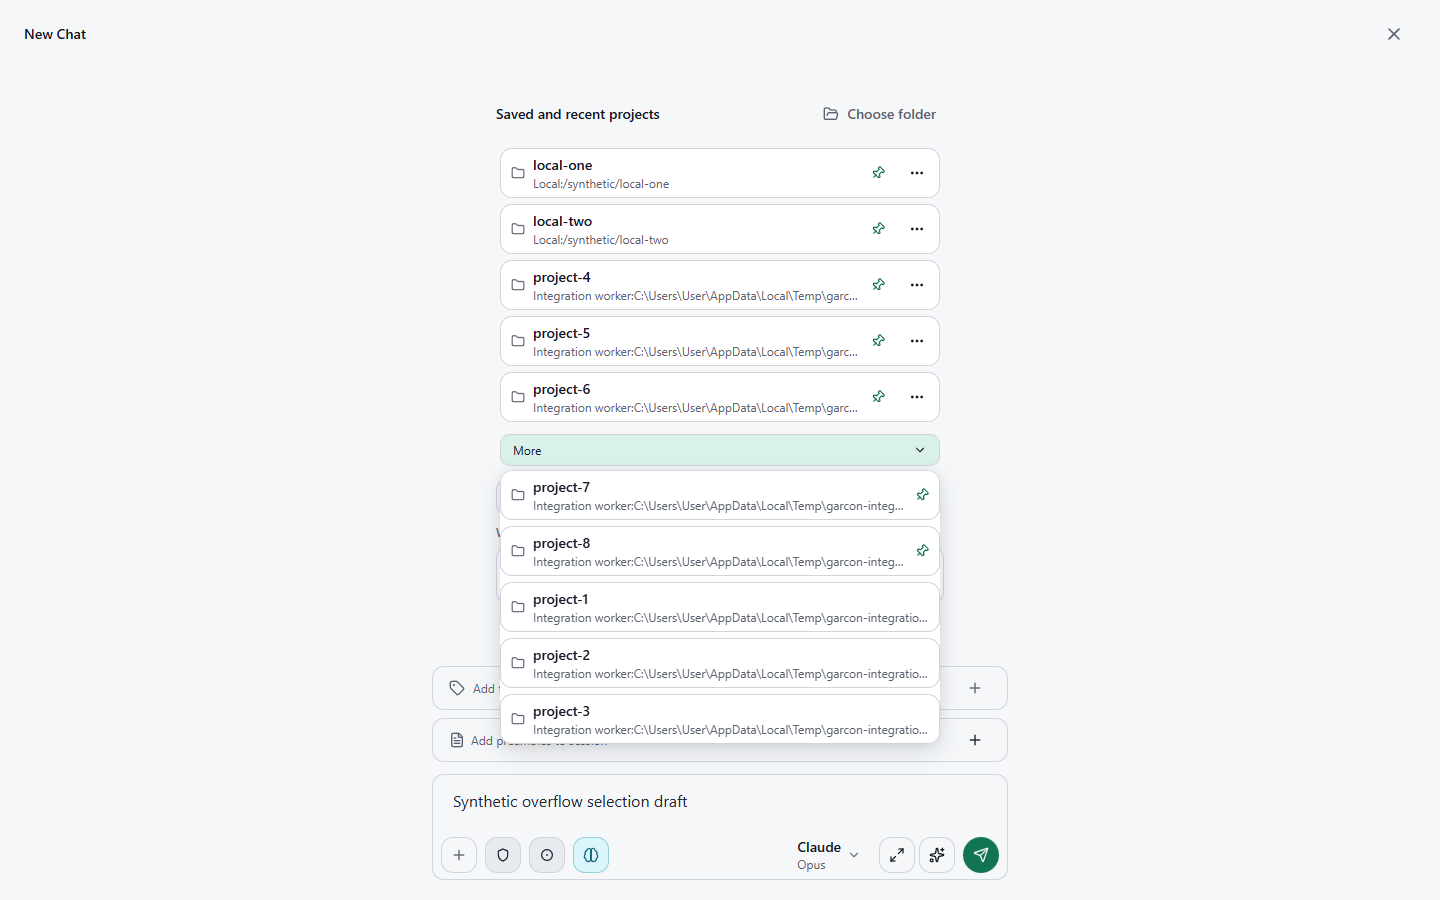 New Chat
Saved and recent projects
Choose folder
local-one
Local:/synthetic/local-one
local-two
Local:/synthetic/local-two
project-4
Integration worker:C:\Users\User\AppData\Local\Temp\garc...
project-5
Integration worker:C:\Users\User\AppData\Local\Temp\garc...
project-6
Integration worker:C:\Users\User\AppData\Local\Temp\garc...
More
project-7
Integration worker:C:\Users\User\AppData\Local\Temp\garcon-integ...
project-8
Integration worker:C:\Users\User\AppData\Local\Temp\garcon-integ...
project-1
Integration worker:C:\Users\User\AppData\Local\Temp\garcon-integratio...
project-2
Integration worker:C:\Users\User\AppData\Local\Temp\garcon-integratio...
project-3
Integration worker:C:\Users\User\AppData\Local\Temp\garcon-integratio...
Add
Add
Synthetic overflow selection draft
Claude
Opus